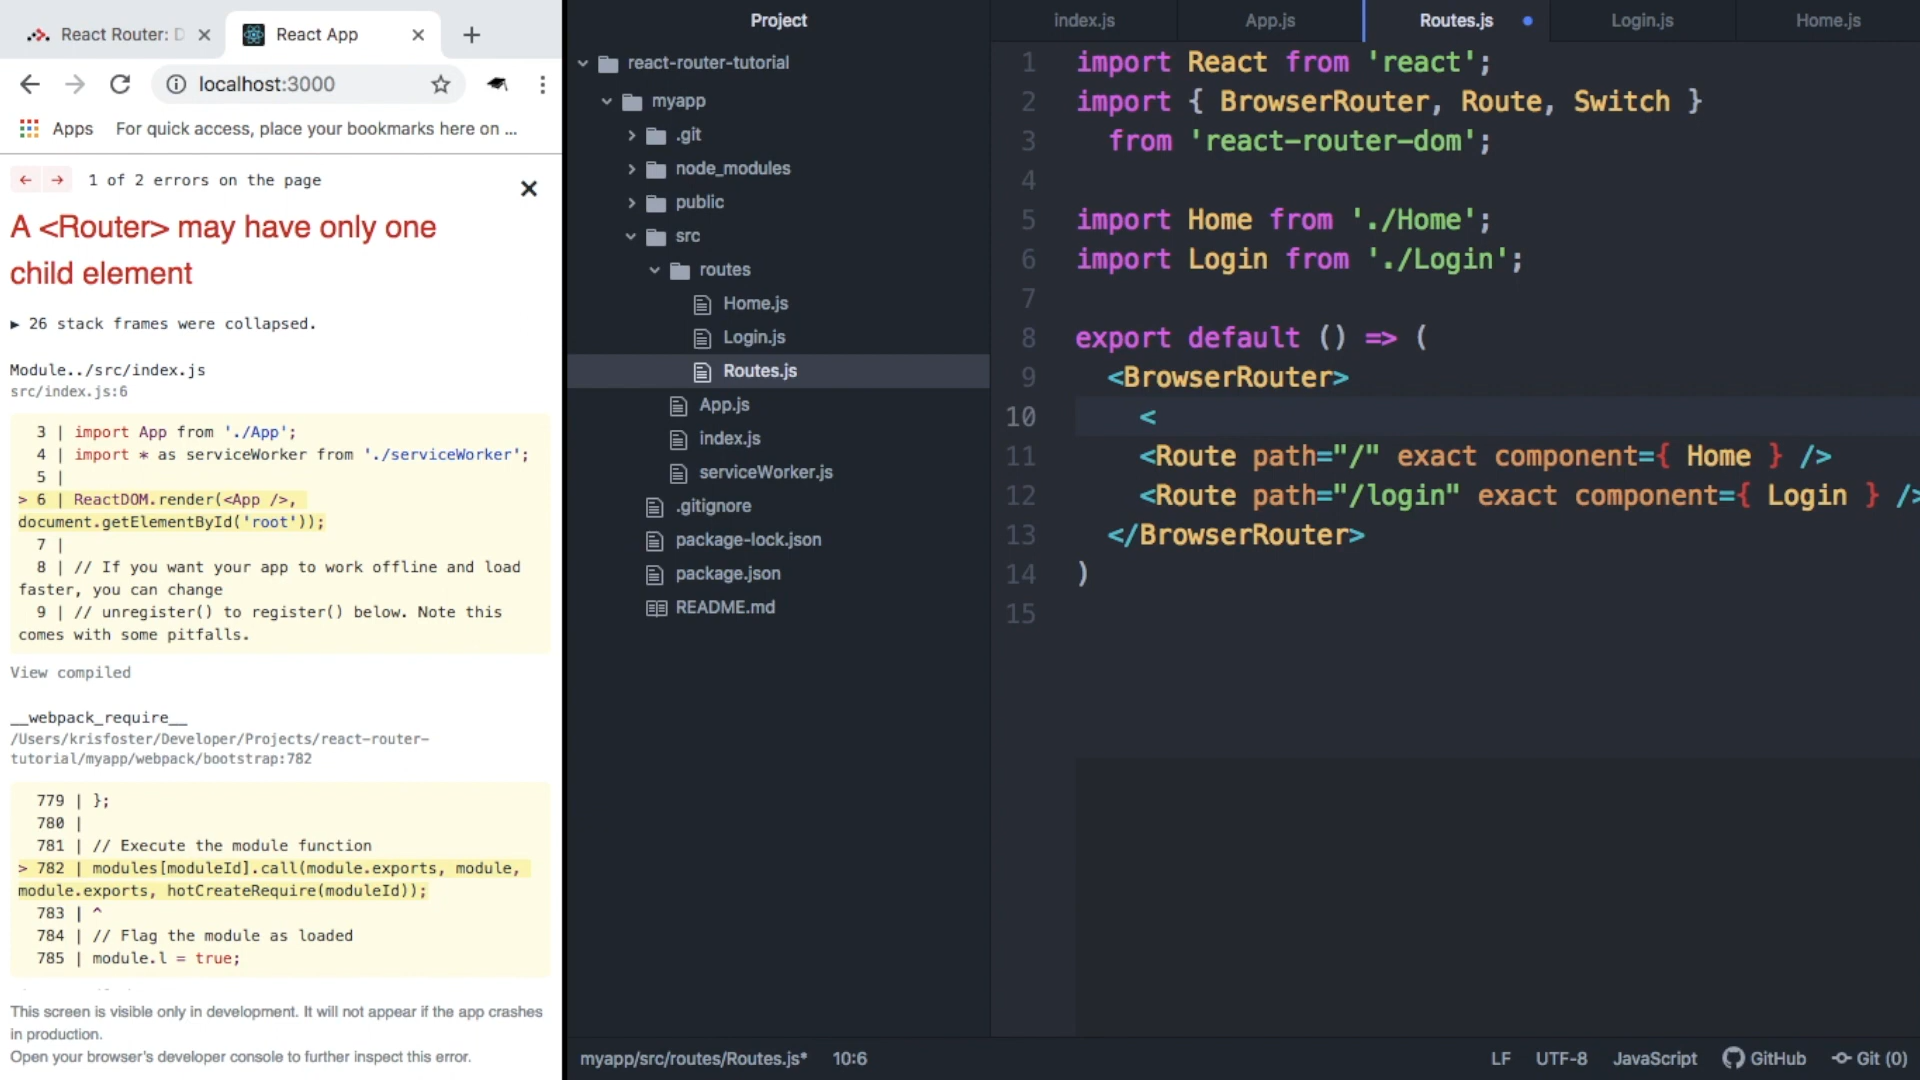 React Router: D
React App
localhost:3000
Apps For quick access, place your bookmarks here on ...
1 of 2 errors on the page
A <Router> may have only one
child element
▶ 26 stack frames were collapsed.
Module../src/index.js
src/index.js:6
3 | import App from './App';
4 | import * as serviceWorker from './serviceWorker';
5 |
> 6 | ReactDOM.render(<App />,
document.getElementById('root'));
7 |
8 | // If you want your app to work offline and load
faster, you can change
9 | // unregister() to register() below. Note this
comes with some pitfalls.
View compiled
__webpack_require__
/Users/krisfoster/Developer/Projects/react-router-
tutorial/myapp/webpack/bootstrap:782
779 | };
780 |
781 | // Execute the module function
> 782 | modules[moduleId].call(module.exports, module,
module.exports, hotCreateRequire(moduleId));
783 | ^
784 | // Flag the module as loaded
785 | module.l = true;
This screen is visible only in development. It will not appear if the app crashes
in production.
Open your browser's developer console to further inspect this error.
Project
react-router-tutorial
myapp
.git
node_modules
public
src
routes
Home.js
Login.js
Routes.js
App.js
index.js
serviceWorker.js
.gitignore
package-lock.json
package.json
README.md
index.js
App.js
Routes.js
Login.js
Home.js
1 import React from 'react';
2 import { BrowserRouter, Route, Switch }
3 from 'react-router-dom';
4
5 import Home from './Home';
6 import Login from './Login';
7
8 export default () => (
9 <BrowserRouter>
10 <
11 <Route path="/" exact component={ Home } />
12 <Route path="/login" exact component={ Login } />
13 </BrowserRouter>
14 )
15
myapp/src/routes/Routes.js* 10:6
LF UTF-8 JavaScript GitHub Git (0)